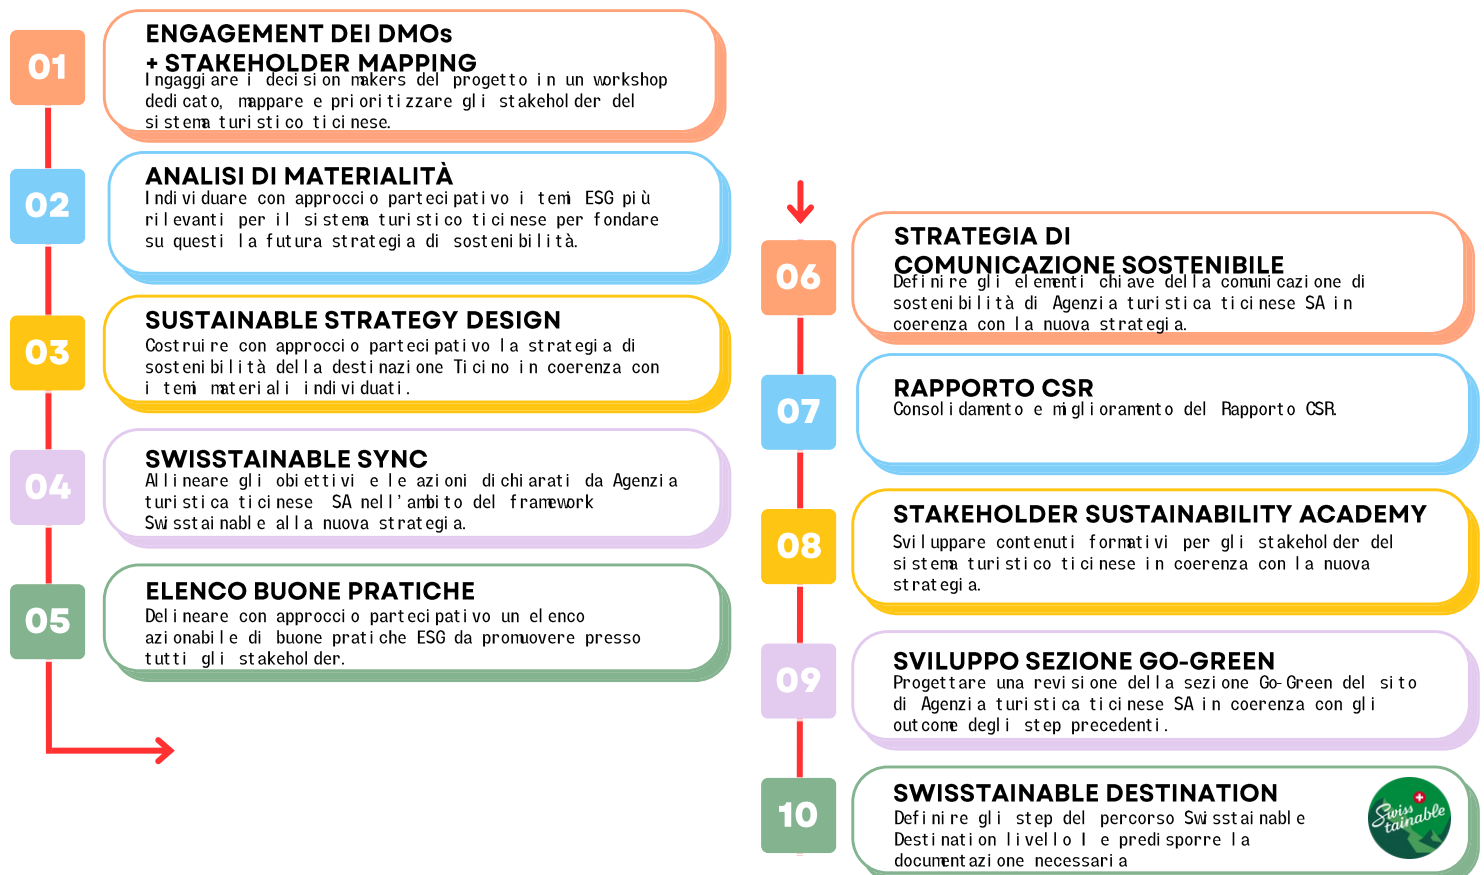 01
ENGAGEMENT DEI DMOs
+ STAKEHOLDER MAPPING
Ingaggiare i decision makers del progetto in un workshop
dedicato, mappare e prioritizzare gli stakeholder del
sistema turistico ticinese.
02
ANALISI DI MATERIALITÀ
Individuare con approccio partecipativo i temi ESG più
rilevanti per il sistema turistico ticinese per fondare
su questi la futura strategia di sostenibilità.
03
SUSTAINABLE STRATEGY DESIGN
Costruire con approccio partecipativo la strategia di
sostenibilità della destinazione Ticino in coerenza con
i temi materiali individuati.
04
SWISSTAINABLE SYNC
Allineare gli obiettivi e le azioni dichiarati da Agenzia
turistica ticinese SA nell'ambito del framework
Swisstainable alla nuova strategia.
05
ELENCO BUONE PRATICHE
Delineare con approccio partecipativo un elenco
azionabile di buone pratiche ESG da promuovere presso
tutti gli stakeholder.
06
STRATEGIA DI
COMUNICAZIONE SOSTENIBILE
Definire gli elementi chiave della comunicazione di
sostenibilità di Agenzia turistica ticinese SA in
coerenza con la nuova strategia.
07
RAPPORTO CSR
Consolidamento e miglioramento del Rapporto CSR.
08
STAKEHOLDER SUSTAINABILITY ACADEMY
Sviluppare contenuti formativi per gli stakeholder del
sistema turistico ticinese in coerenza con la nuova
strategia.
09
SVILUPPO SEZIONE GO-GREEN
Progettare una revisione della sezione Go-Green del sito
di Agenzia turistica ticinese SA in coerenza con gli
outcome degli step precedenti.
10
SWISSTAINABLE DESTINATION
Definire gli step del percorso Swisstainable
Destination livello I e predisporre la
documentazione necessaria
Swiss
tainable